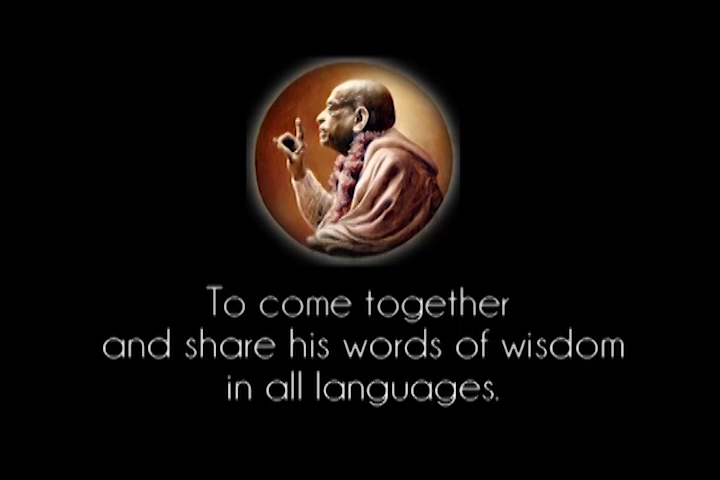 To come together
and share his words of wisdom
in all languages.